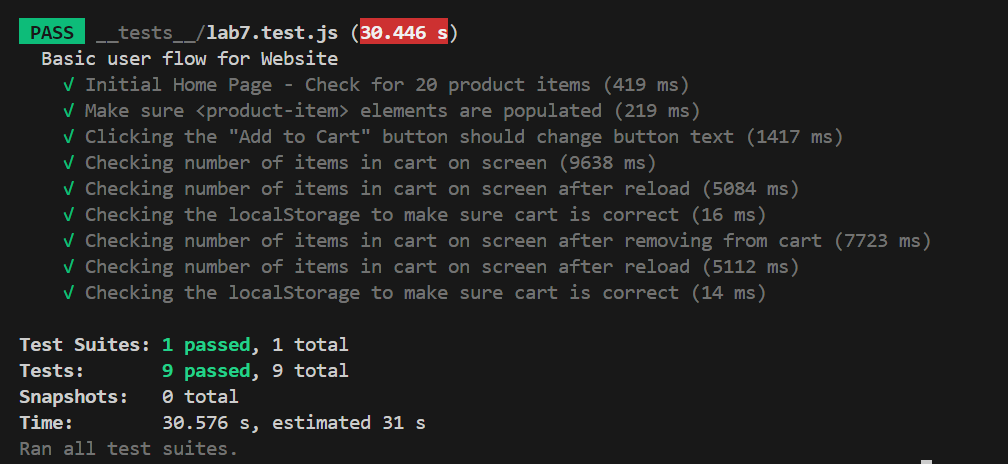 PASS __tests__/lab7.test.js (30.446 s)
Basic user flow for Website
√ Initial Home Page - Check for 20 product items (419 ms)
√ Make sure <product-item> elements are populated (219 ms)
√ Clicking the "Add to Cart" button should change button text (1417 ms)
√ Checking number of items in cart on screen (9638 ms)
√ Checking number of items in cart on screen after reload (5084 ms)
√ Checking the localStorage to make sure cart is correct (16 ms)
√ Checking number of items in cart on screen after removing from cart (7723 ms)
√ Checking number of items in cart on screen after reload (5112 ms)
√ Checking the localStorage to make sure cart is correct (14 ms)
Test Suites: 1 passed, 1 total
Tests: 9 passed, 9 total
Snapshots: 0 total
Time: 30.576 s, estimated 31 s
Ran all test suites.